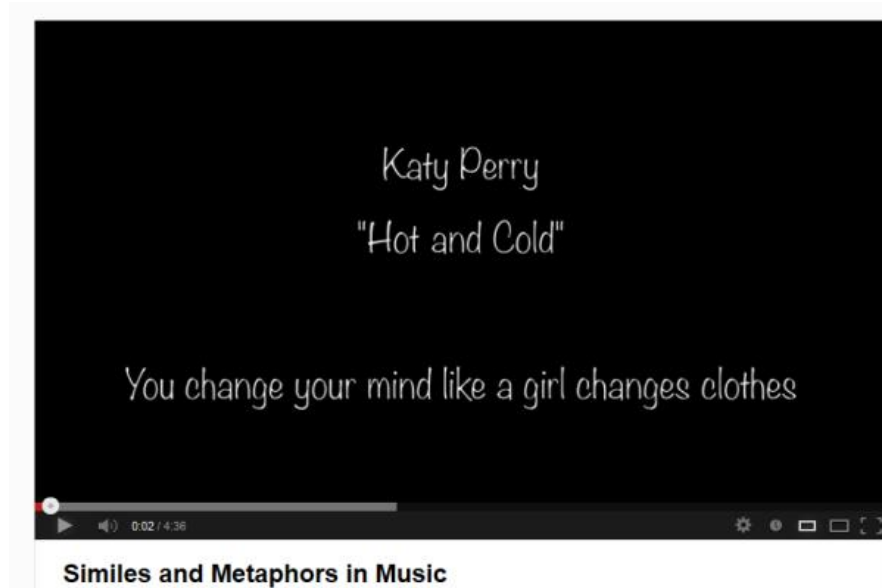 Katy Perry
"Hot and Cold"
You change your mind like a girl changes clothes
0:02 / 4:36
Similes and Metaphors in Music